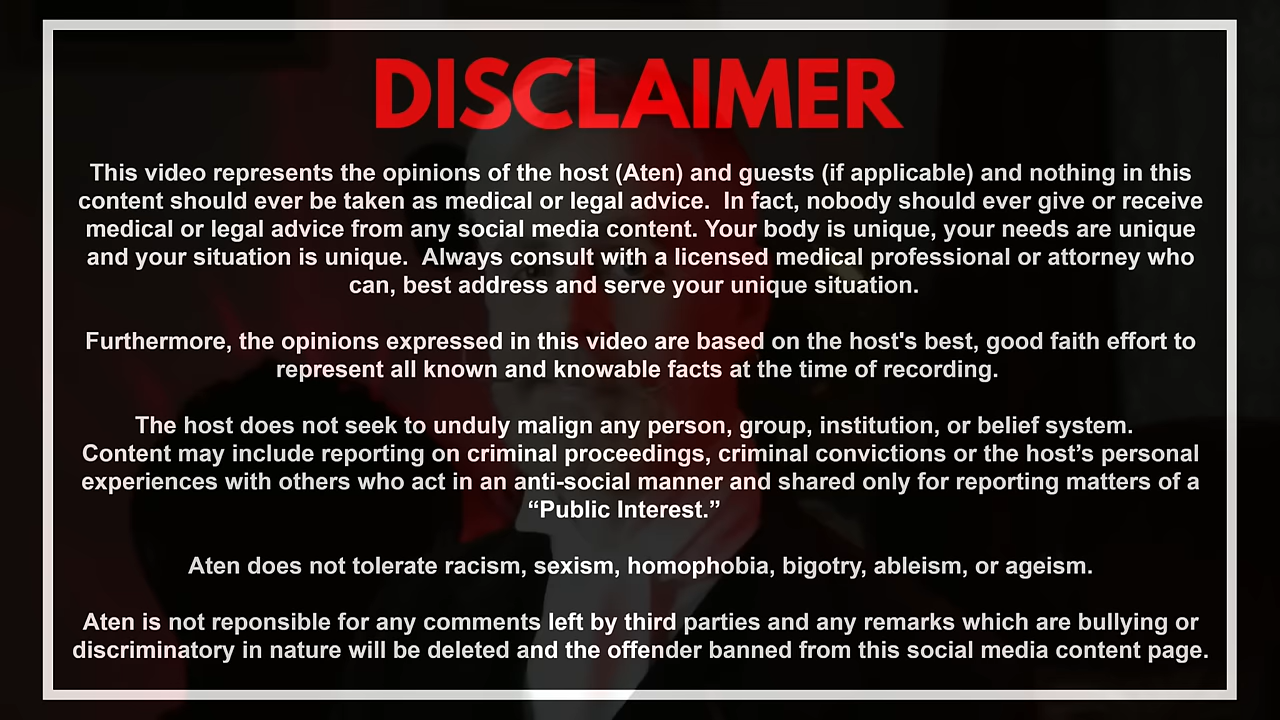 DISCLAIMER
This video represents the opinions of the host (Aten) and guests (if applicable) and nothing in this
content should ever be taken as medical or legal advice.  In fact, nobody should ever give or receive
medical or legal advice from any social media content. Your body is unique, your needs are unique
and your situation is unique.  Always consult with a licensed medical professional or attorney who
can, best address and serve your unique situation.
Furthermore, the opinions expressed in this video are based on the host's best, good faith effort to
represent all known and knowable facts at the time of recording.
The host does not seek to unduly malign any person, group, institution, or belief system.
Content may include reporting on criminal proceedings, criminal convictions or the host’s personal
experiences with others who act in an anti-social manner and shared only for reporting matters of a
“Public Interest.”
Aten does not tolerate racism, sexism, homophobia, bigotry, ableism, or ageism.
Aten is not reponsible for any comments left by third parties and any remarks which are bullying or
discriminatory in nature will be deleted and the offender banned from this social media content page.